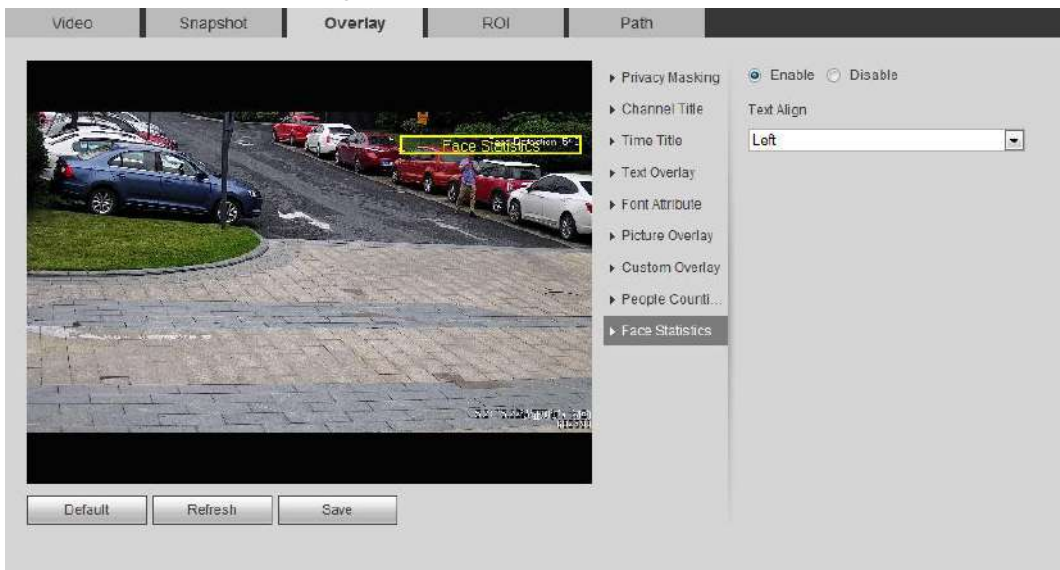 Video Snapshot Overlay ROI Path
Privacy Masking
Channel Title
Time Title
Text Overlay
Font Attribute
Picture Overlay
Custom Overlay
People Counti...
Face Statistics
Enable Disable
Text Align
Left
Face Statistics
Default Refresh Save